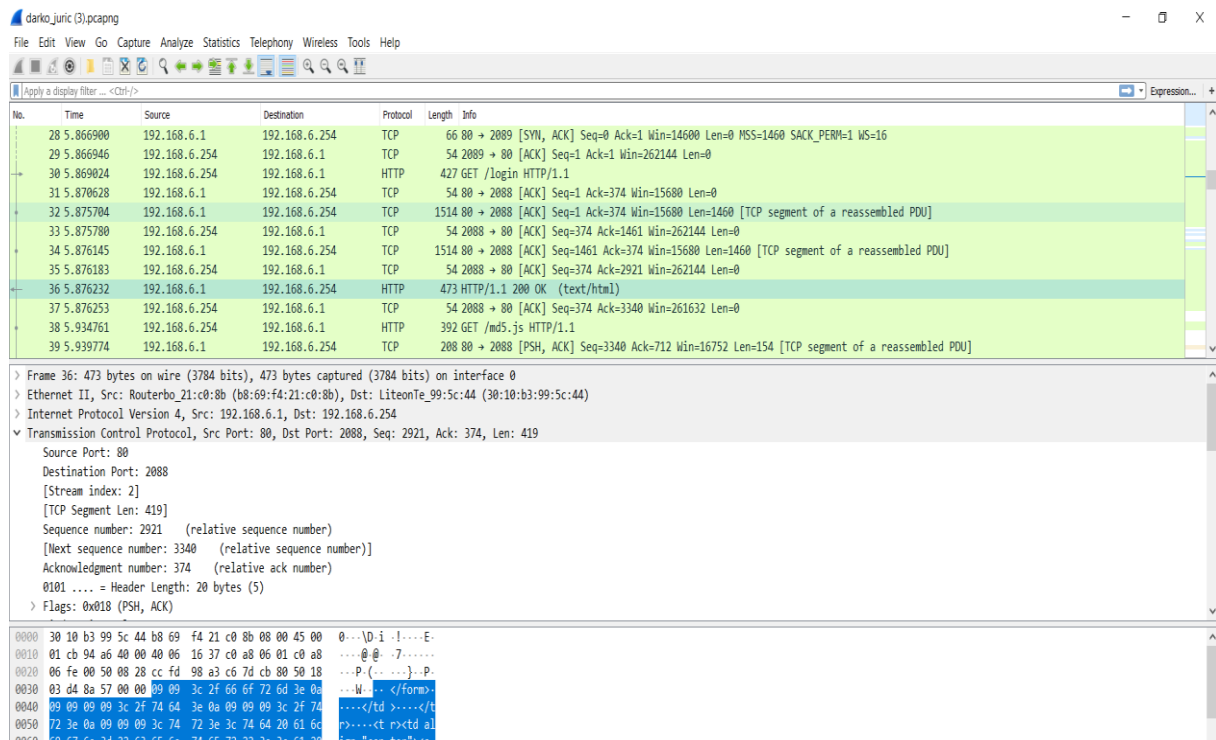 darko_juric (3).pcapng
File Edit View Go Capture Analyze Statistics Telephony Wireless Tools Help
Apply a display filter ... <Ctrl-/> Expression... +
No. Time Source Destination Protocol Length Info
28 5.866900 192.168.6.1 192.168.6.254 TCP 66 80 → 2089 [SYN, ACK] Seq=0 Ack=1 Win=14600 Len=0 MSS=1460 SACK_PERM=1 WS=16
29 5.866946 192.168.6.254 192.168.6.1 TCP 54 2089 → 80 [ACK] Seq=1 Ack=1 Win=262144 Len=0
30 5.869024 192.168.6.254 192.168.6.1 HTTP 427 GET /login HTTP/1.1
31 5.870628 192.168.6.1 192.168.6.254 TCP 54 80 → 2088 [ACK] Seq=1 Ack=374 Win=15680 Len=0
32 5.875704 192.168.6.1 192.168.6.254 TCP 1514 80 → 2088 [ACK] Seq=1 Ack=374 Win=15680 Len=1460 [TCP segment of a reassembled PDU]
33 5.875780 192.168.6.254 192.168.6.1 TCP 54 2088 → 80 [ACK] Seq=374 Ack=1461 Win=262144 Len=0
34 5.876145 192.168.6.1 192.168.6.254 TCP 1514 80 → 2088 [ACK] Seq=1461 Ack=374 Win=15680 Len=1460 [TCP segment of a reassembled PDU]
35 5.876183 192.168.6.254 192.168.6.1 TCP 54 2088 → 80 [ACK] Seq=374 Ack=2921 Win=262144 Len=0
36 5.876232 192.168.6.1 192.168.6.254 HTTP 473 HTTP/1.1 200 OK (text/html)
37 5.876253 192.168.6.254 192.168.6.1 TCP 54 2088 → 80 [ACK] Seq=374 Ack=3340 Win=261632 Len=0
38 5.934761 192.168.6.254 192.168.6.1 HTTP 392 GET /md5.js HTTP/1.1
39 5.939774 192.168.6.1 192.168.6.254 TCP 208 80 → 2088 [PSH, ACK] Seq=3340 Ack=712 Win=16752 Len=154 [TCP segment of a reassembled PDU]
Frame 36: 473 bytes on wire (3784 bits), 473 bytes captured (3784 bits) on interface 0
Ethernet II, Src: Routerbo_21:c0:8b (b8:69:f4:21:c0:8b), Dst: LiteonTe_99:5c:44 (30:10:b3:99:5c:44)
Internet Protocol Version 4, Src: 192.168.6.1, Dst: 192.168.6.254
Transmission Control Protocol, Src Port: 80, Dst Port: 2088, Seq: 2921, Ack: 374, Len: 419
Source Port: 80
Destination Port: 2088
[Stream index: 2]
[TCP Segment Len: 419]
Sequence number: 2921 (relative sequence number)
[Next sequence number: 3340 (relative sequence number)]
Acknowledgment number: 374 (relative ack number)
0101 .... = Header Length: 20 bytes (5)
Flags: 0x018 (PSH, ACK)
0000 30 10 b3 99 5c 44 b8 69 f4 21 c0 8b 08 00 45 00 0···\D·i ·!····E·
0010 01 cb 94 a6 40 00 40 06 16 37 c0 a8 06 01 c0 a8 ····@·@· ·7······
0020 06 fe 00 50 08 28 cc fd 98 a3 c6 7d cb 80 50 18 ···P·(·· ···}··P·
0030 03 d4 8a 57 00 00 09 09 3c 2f 66 6f 72 6d 3e 0a ···W···· </form>·
0040 09 09 09 09 3c 2f 74 64 3e 0a 09 09 09 3c 2f 74 ····</td >····</t
0050 72 3e 0a 09 09 09 3c 74 72 3e 3c 74 64 20 61 6c r>····<t r><td al